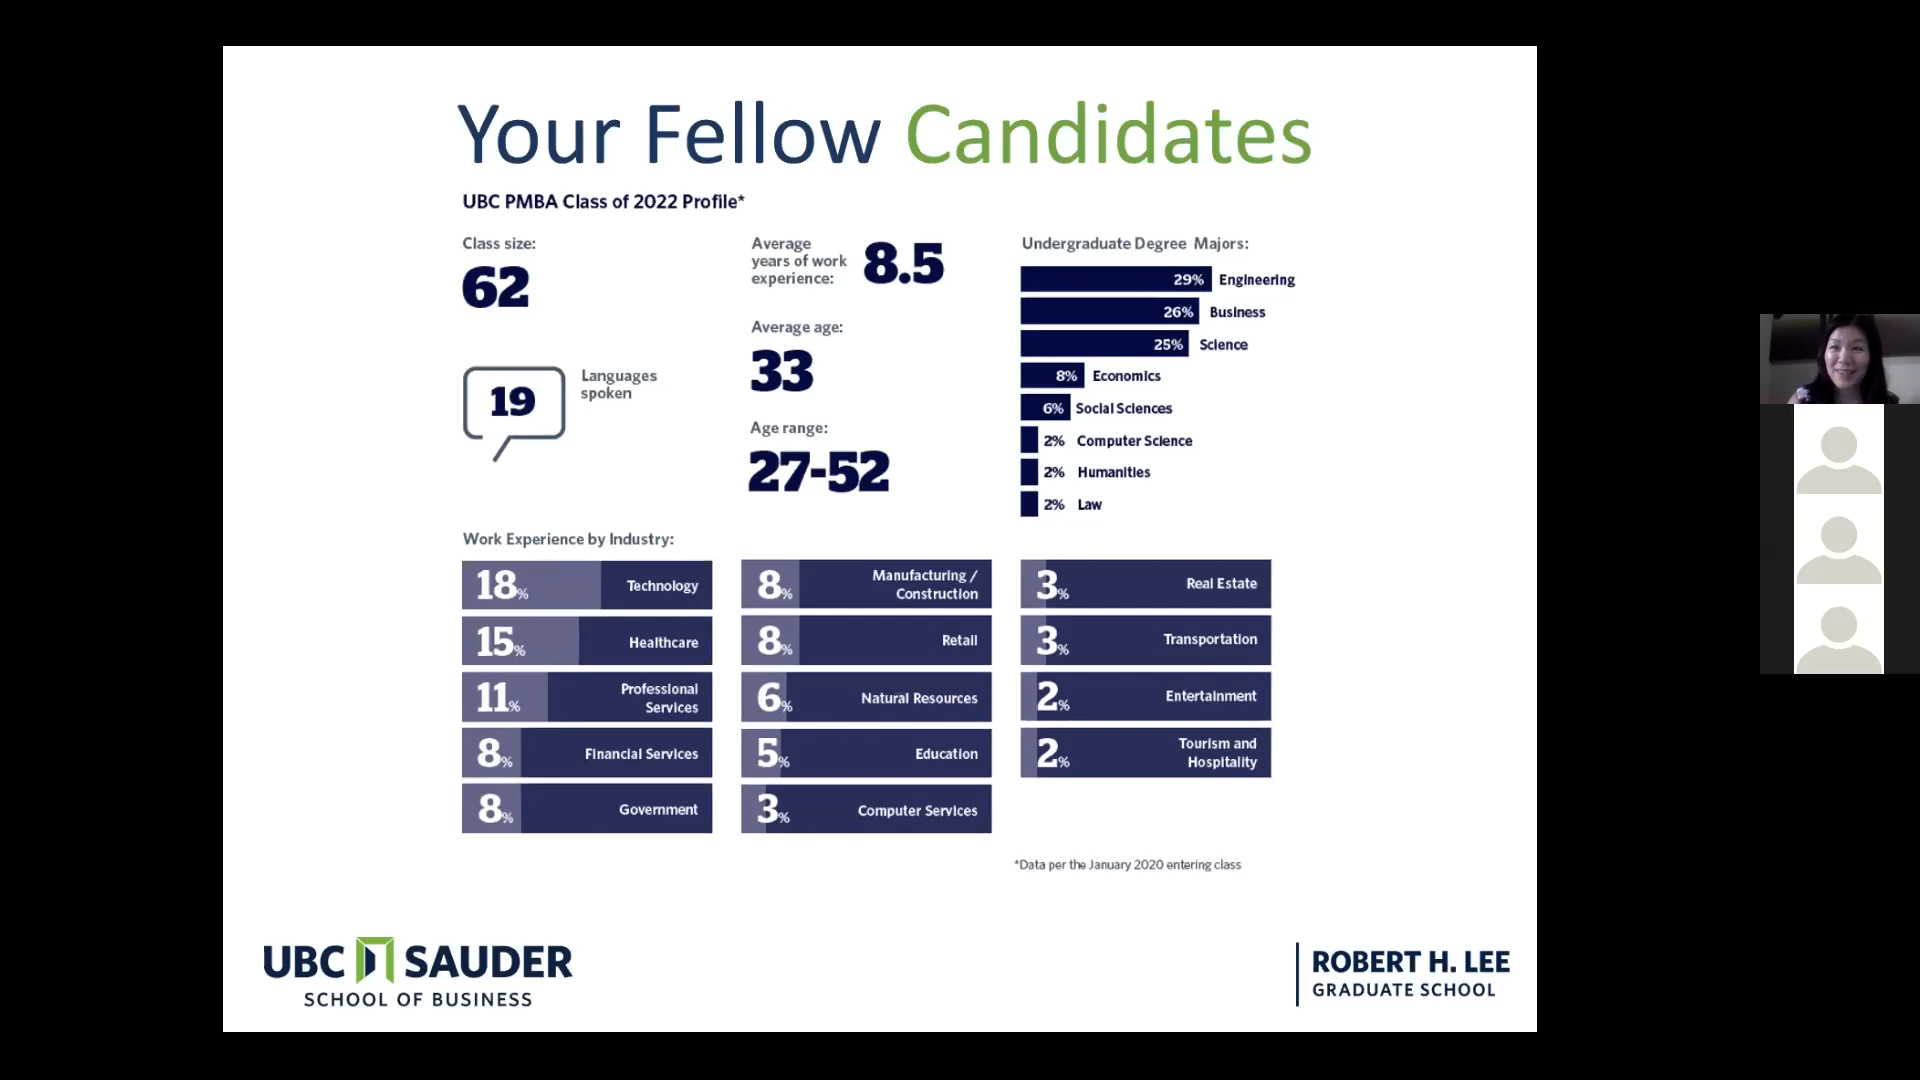 Your Fellow Candidates
UBC PMBA Class of 2022 Profile*
Class size:
62
19
Languages
spoken
Average
years of work
experience:
8.5
Average age:
33
Age range:
27-52
Undergraduate Degree Majors:
29% Engineering
26% Business
25% Science
8% Economics
6% Social Sciences
2% Computer Science
2% Humanities
2% Law
Work Experience by Industry:
18% Technology
15% Healthcare
11% Professional
Services
8% Financial Services
8% Government
8% Manufacturing /
Construction
8% Retail
6% Natural Resources
5% Education
3% Computer Services
3% Real Estate
3% Transportation
2% Entertainment
2% Tourism and
Hospitality
*Data per the January 2020 entering class
UBC SAUDER
SCHOOL OF BUSINESS
ROBERT H. LEE
GRADUATE SCHOOL